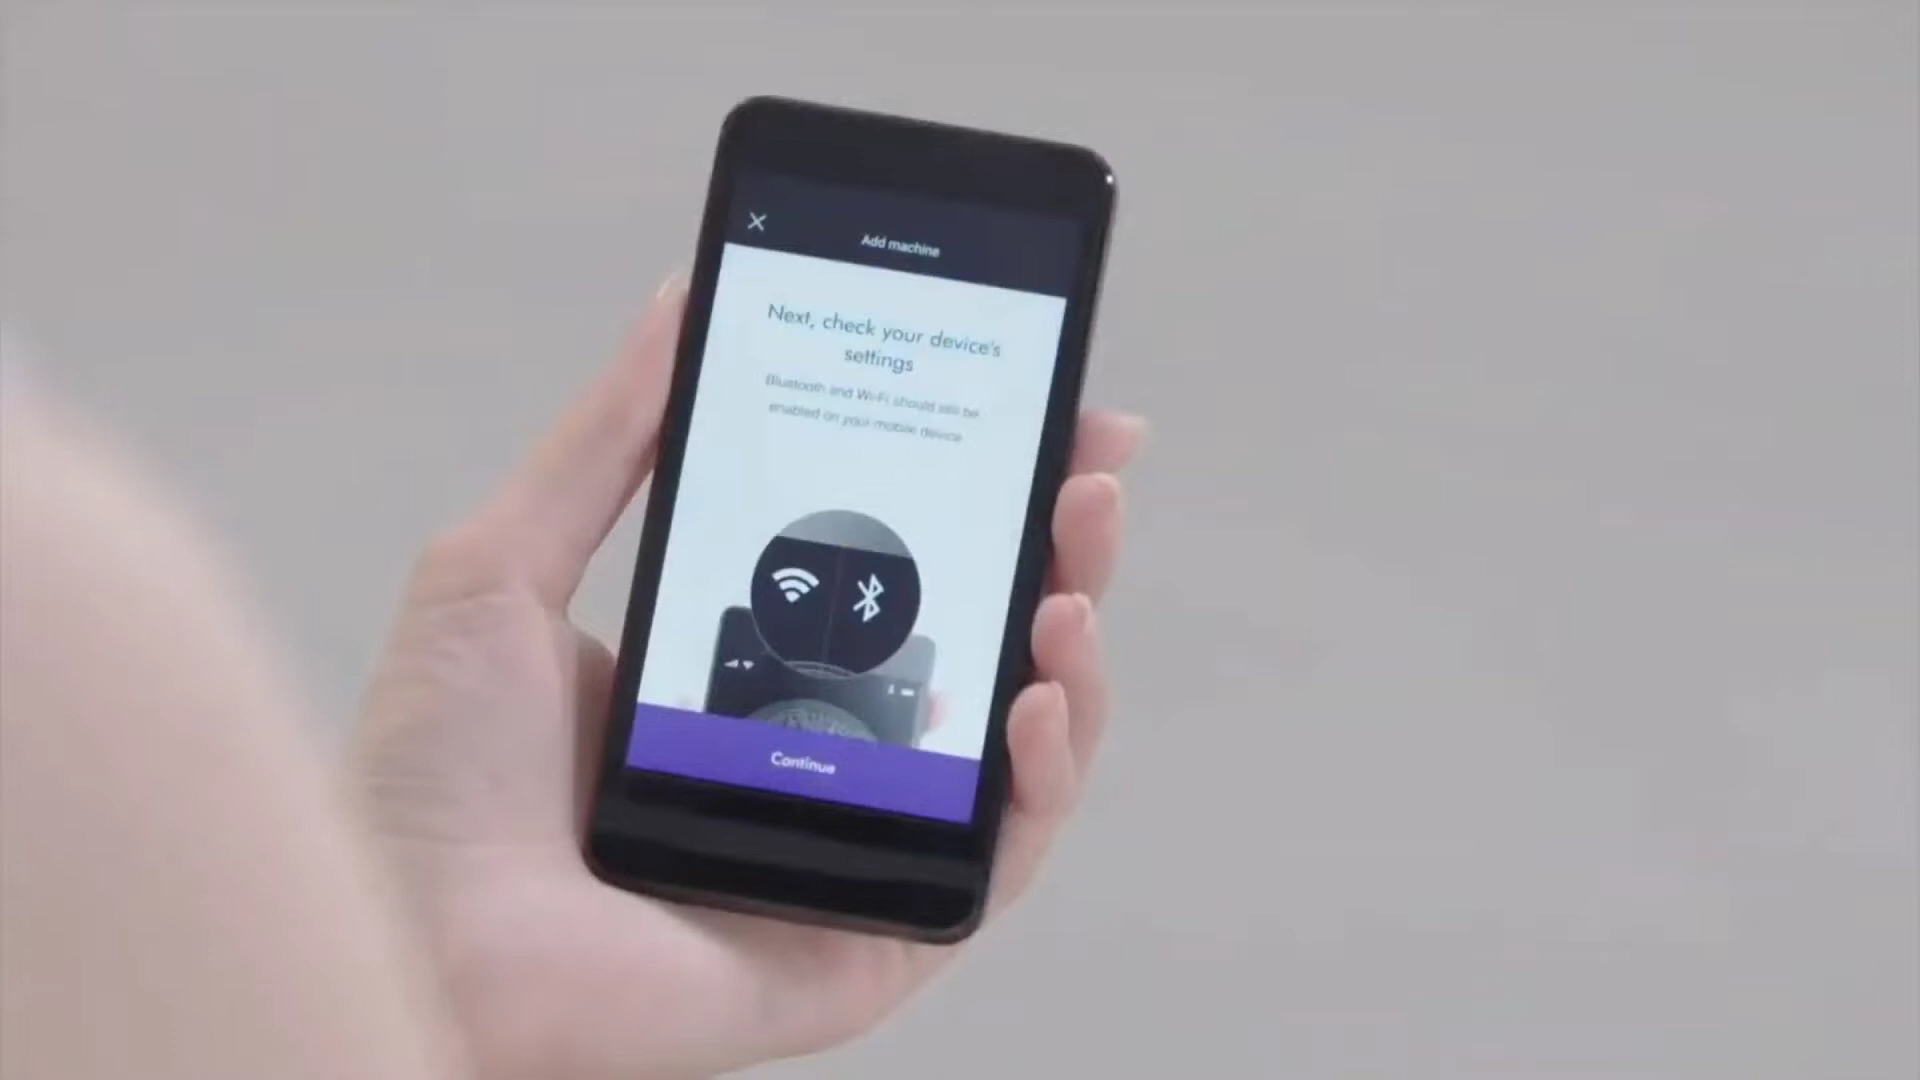 Add machine
Next, check your device's
settings
Bluetooth and Wi-Fi should still be
enabled on your mobile device
Continue